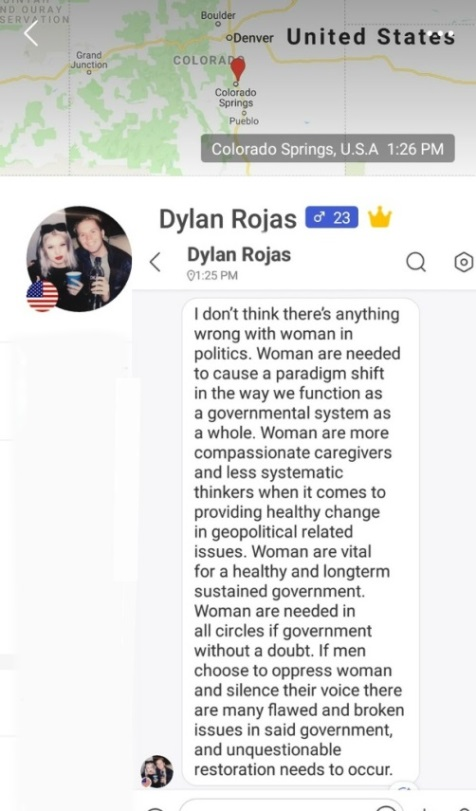 ND OURAY
SERVATION
Boulder
Denver
United States
Grand
Junction
COLORADO
Colorado
Springs
Pueblo
Colorado Springs, U.S.A 1:26 PM
Dylan Rojas ♂ 23
Dylan Rojas
1:25 PM
I don't think there's anything
wrong with woman in
politics. Woman are needed
to cause a paradigm shift
in the way we function as
a governmental system as
a whole. Woman are more
compassionate caregivers
and less systematic
thinkers when it comes to
providing healthy change
in geopolitical related
issues. Woman are vital
for a healthy and longterm
sustained government.
Woman are needed in
all circles if government
without a doubt. If men
choose to oppress woman
and silence their voice there
are many flawed and broken
issues in said government,
and unquestionable
restoration needs to occur.